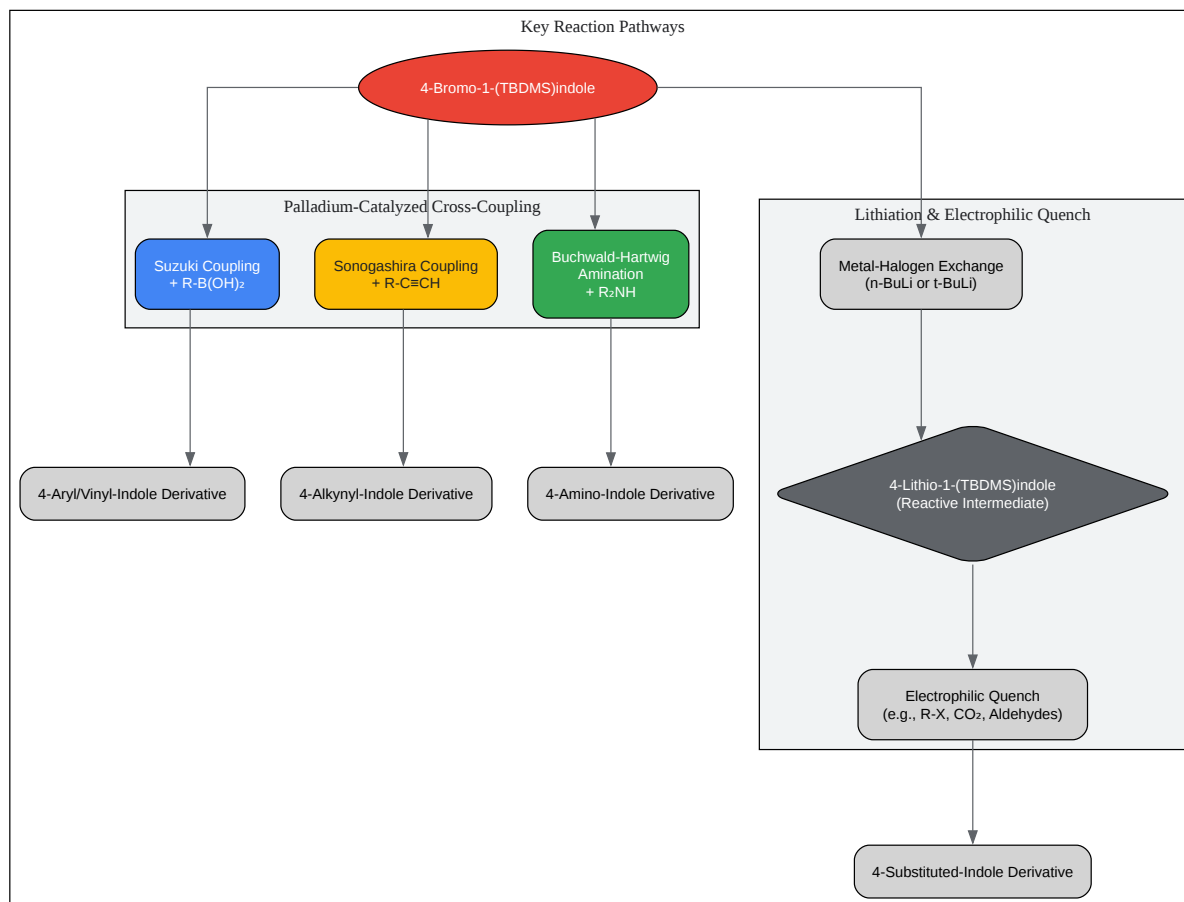 Key Reaction Pathways
4-Bromo-1-(TBDMS)indole
Palladium-Catalyzed Cross-Coupling
Suzuki Coupling
+ R-B(OH)₂
Sonogashira Coupling
+ R-C≡CH
Buchwald-Hartwig
Amination
+ R₂NH
4-Aryl/Vinyl-Indole Derivative
4-Alkynyl-Indole Derivative
4-Amino-Indole Derivative
Lithiation & Electrophilic Quench
Metal-Halogen Exchange
(n-BuLi or t-BuLi)
4-Lithio-1-(TBDMS)indole
(Reactive Intermediate)
Electrophilic Quench
(e.g., R-X, CO₂, Aldehydes)
4-Substituted-Indole Derivative